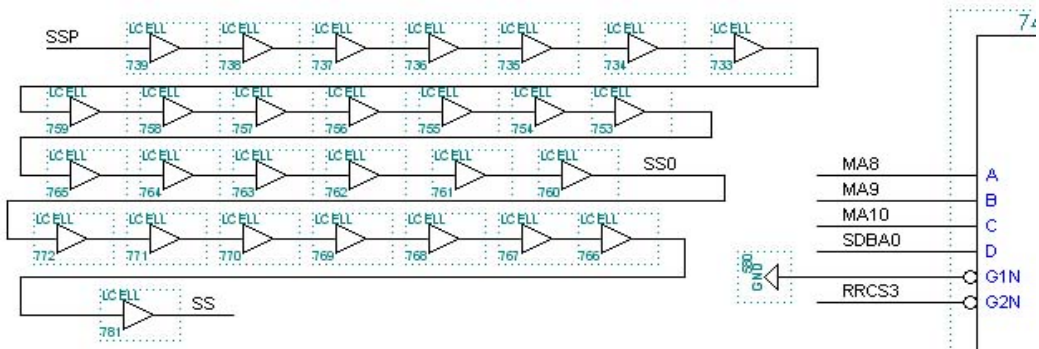 LCELL LCELL LCELL LCELL LCELL LCELL LCELL
SSP
739 738 737 736 735 734 733
LCELL LCELL LCELL LCELL LCELL LCELL LCELL
759 758 757 756 755 754 753
LCELL LCELL LCELL LCELL LCELL LCELL
SS0
765 764 763 762 761 760
LCELL LCELL LCELL LCELL LCELL LCELL LCELL
772 771 770 769 768 767 766
LCELL
SS
781
74
MA8 A
MA9 B
MA10 C
SDBA0 D
GND G1N
RRCS3 G2N